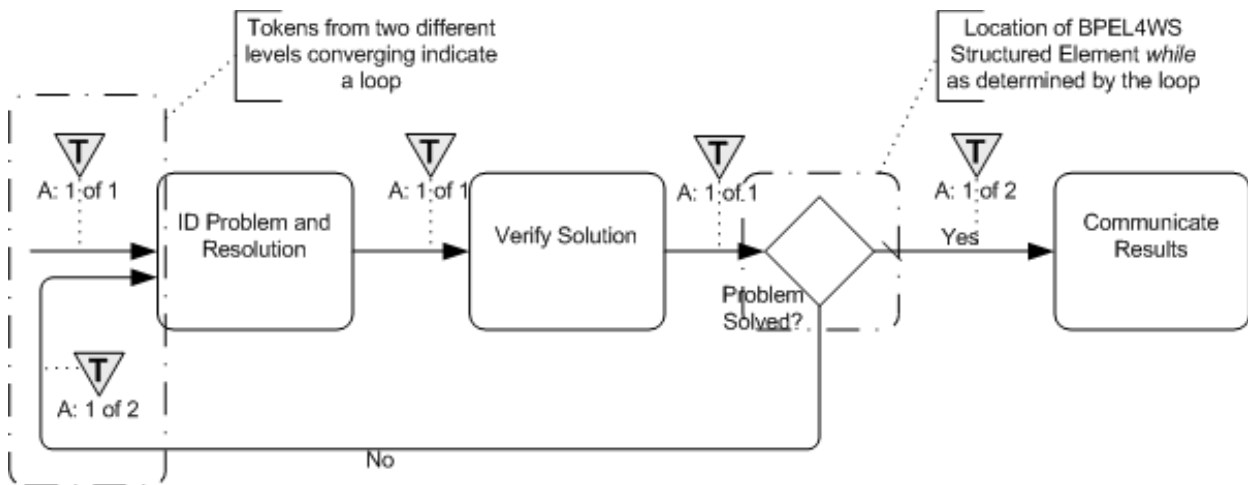 Tokens from two different
levels converging indicate
a loop
Location of BPEL4WS
Structured Element while
as determined by the loop
T
A: 1 of 1
T
A: 1 of 1
T
A: 1 of 1
T
A: 1 of 2
ID Problem and
Resolution
Verify Solution
Communicate
Results
Yes
Problem
Solved?
T
A: 1 of 2
No